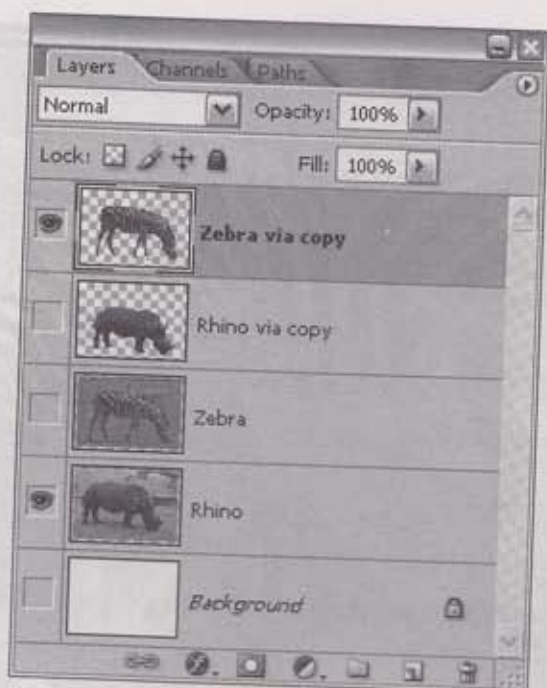 Layers Channels Paths
Normal Opacity: 100%
Lock: Fill: 100%
Zebra via copy
Rhino via copy
Zebra
Rhino
Background